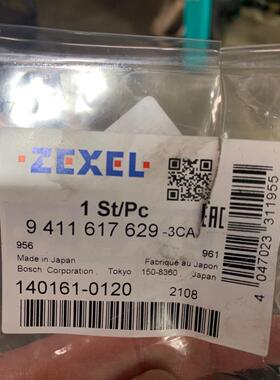 ZEXEL
1 St/Pc
9 411 617 629 -3CA
EAC
956
961
Made in Japan Fabriqué au Japon
Bosch Corporation . Tokyo 150-8360 Japan
140161-0120 2108
4 047023 311955